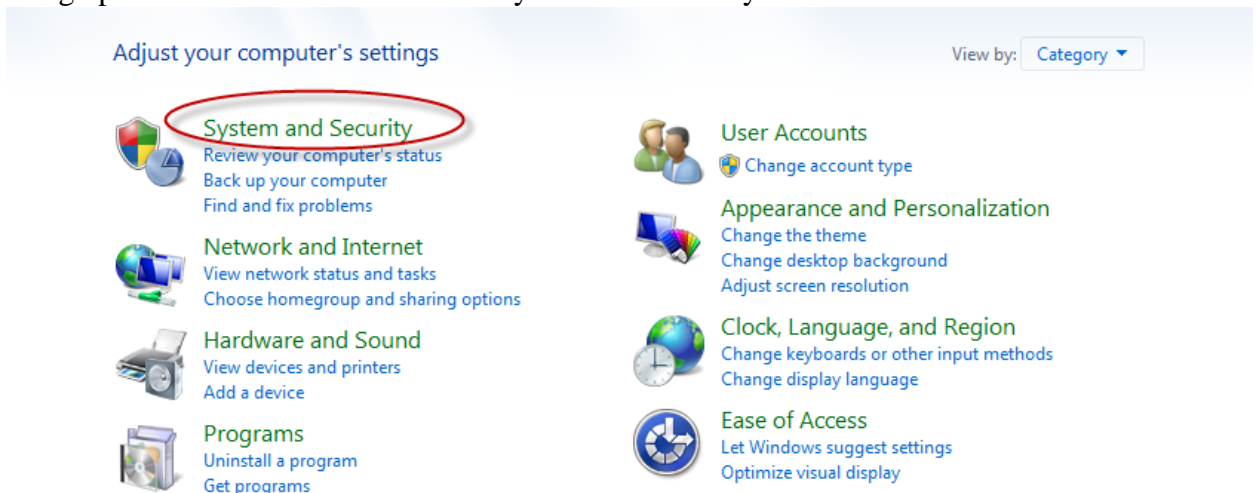 Adjust your computer's settings
View by: Category
System and Security
Review your computer's status
Back up your computer
Find and fix problems
Network and Internet
View network status and tasks
Choose homegroup and sharing options
Hardware and Sound
View devices and printers
Add a device
Programs
Uninstall a program
Get programs
User Accounts
Change account type
Appearance and Personalization
Change the theme
Change desktop background
Adjust screen resolution
Clock, Language, and Region
Change keyboards or other input methods
Change display language
Ease of Access
Let Windows suggest settings
Optimize visual display